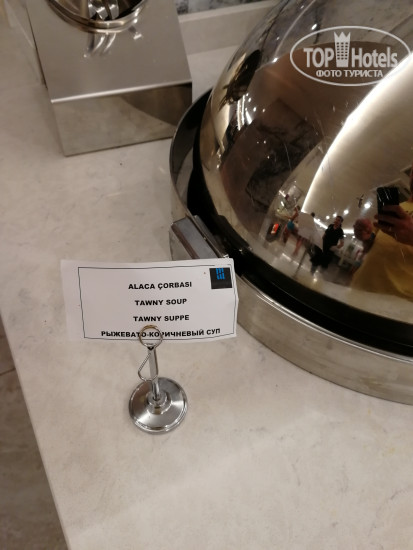 TOP Hotels
ФОТО ТУРИСТА
ALACA ÇORBASI
TAWNY SOUP
TAWNY SUPPE
РЫЖЕВАТО-КОРИЧНЕВЫЙ СУП